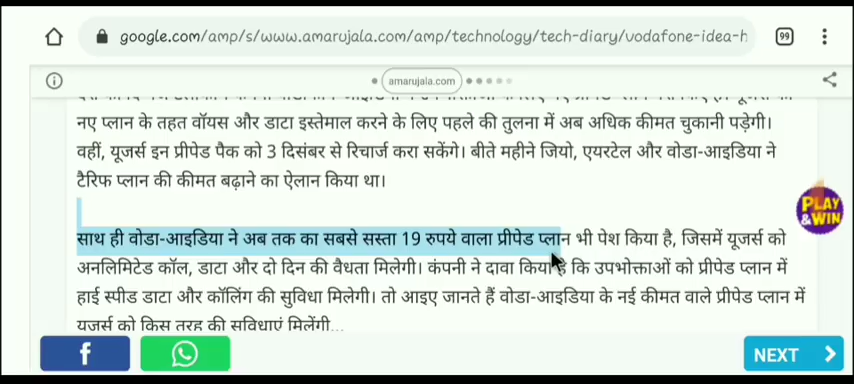 google.com/amp/s/www.amarujala.com/amp/technology/tech-diary/vodafone-idea-h
99
amarujala.com
नए प्लान के तहत वॉयस और डाटा इस्तेमाल करने के लिए पहले की तुलना में अब अधिक कीमत चुकानी पड़ेगी।
वहीं, यूजर्स इन प्रीपेड पैक को 3 दिसंबर से रिचार्ज करा सकेंगे। बीते महीने जियो, एयरटेल और वोडा-आइडिया ने
टैरिफ प्लान की कीमत बढ़ाने का ऐलान किया था।
PLAY
&WIN
साथ ही वोडा-आइडिया ने अब तक का सबसे सस्ता 19 रुपये वाला प्रीपेड प्लान भी पेश किया है, जिसमें यूजर्स को
अनलिमिटेड कॉल, डाटा और दो दिन की वैधता मिलेगी। कंपनी ने दावा किया है कि उपभोक्ताओं को प्रीपेड प्लान में
हाई स्पीड डाटा और कॉलिंग की सुविधा मिलेगी। तो आइए जानते हैं वोडा-आइडिया के नई कीमत वाले प्रीपेड प्लान में
यूजर्स को किस तरह की सुविधाएं मिलेंगी...
f
NEXT